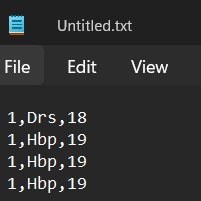 Untitled.txt
File Edit View
1,Drs,18
1,Hbp,19
1,Hbp,19
1,Hbp,19